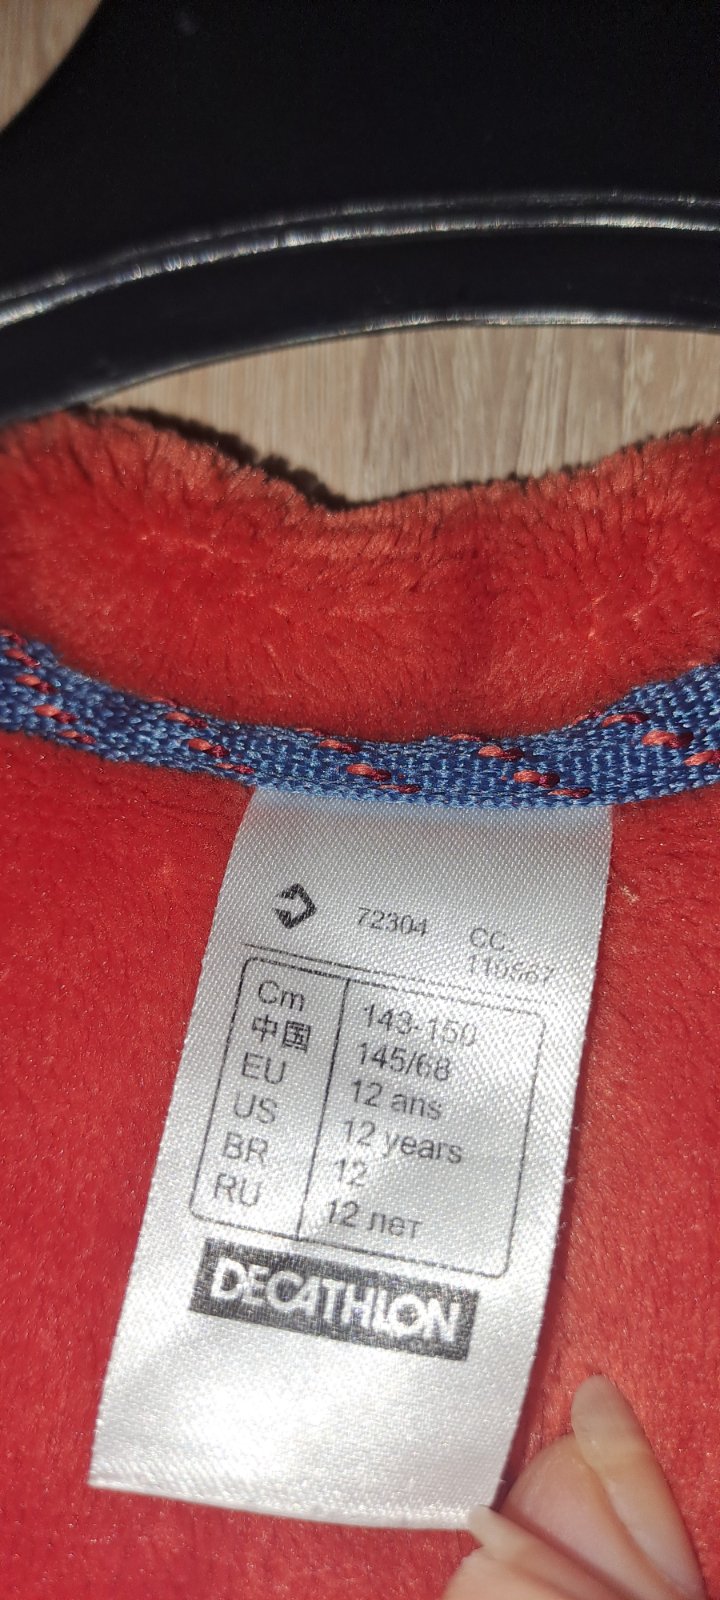 72304 CC.
Cm 143-150
中国 145/68
EU 12 ans
US 12 years
BR 12
RU 12 лет
DECATHLON